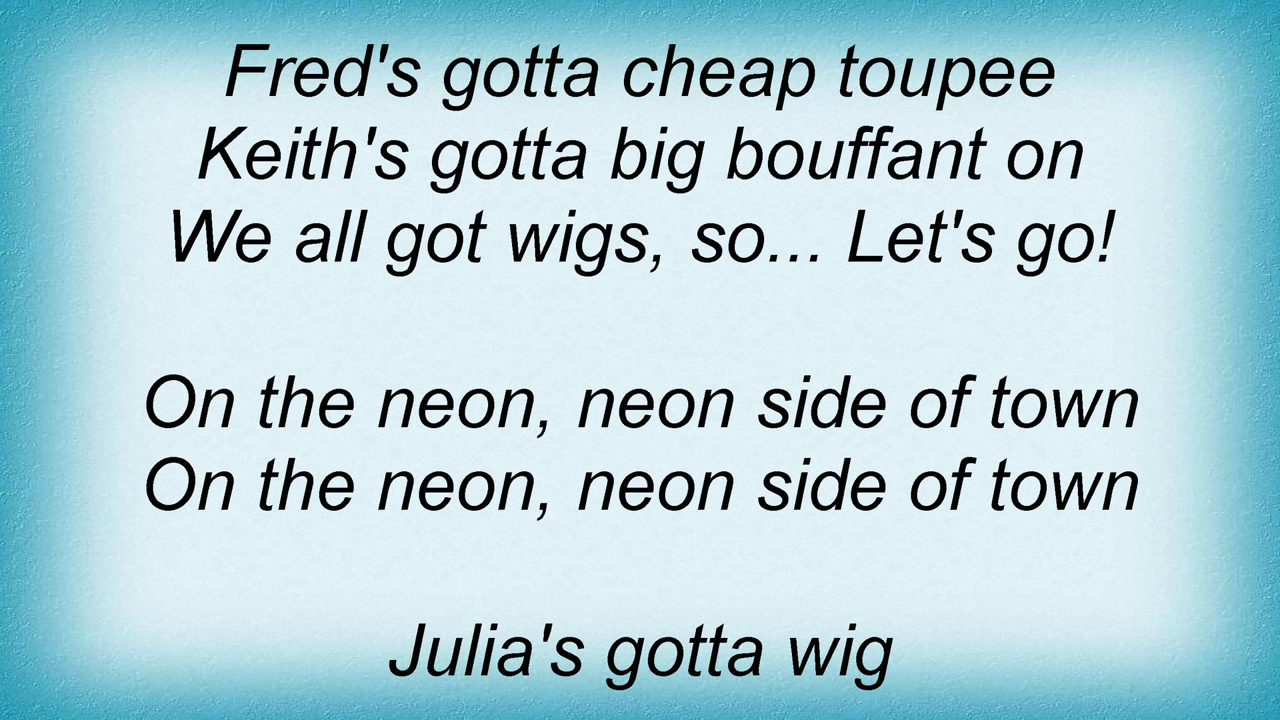 Fred's gotta cheap toupee
Keith's gotta big bouffant on
We all got wigs, so... Let's go!
On the neon, neon side of town
On the neon, neon side of town
Julia's gotta wig